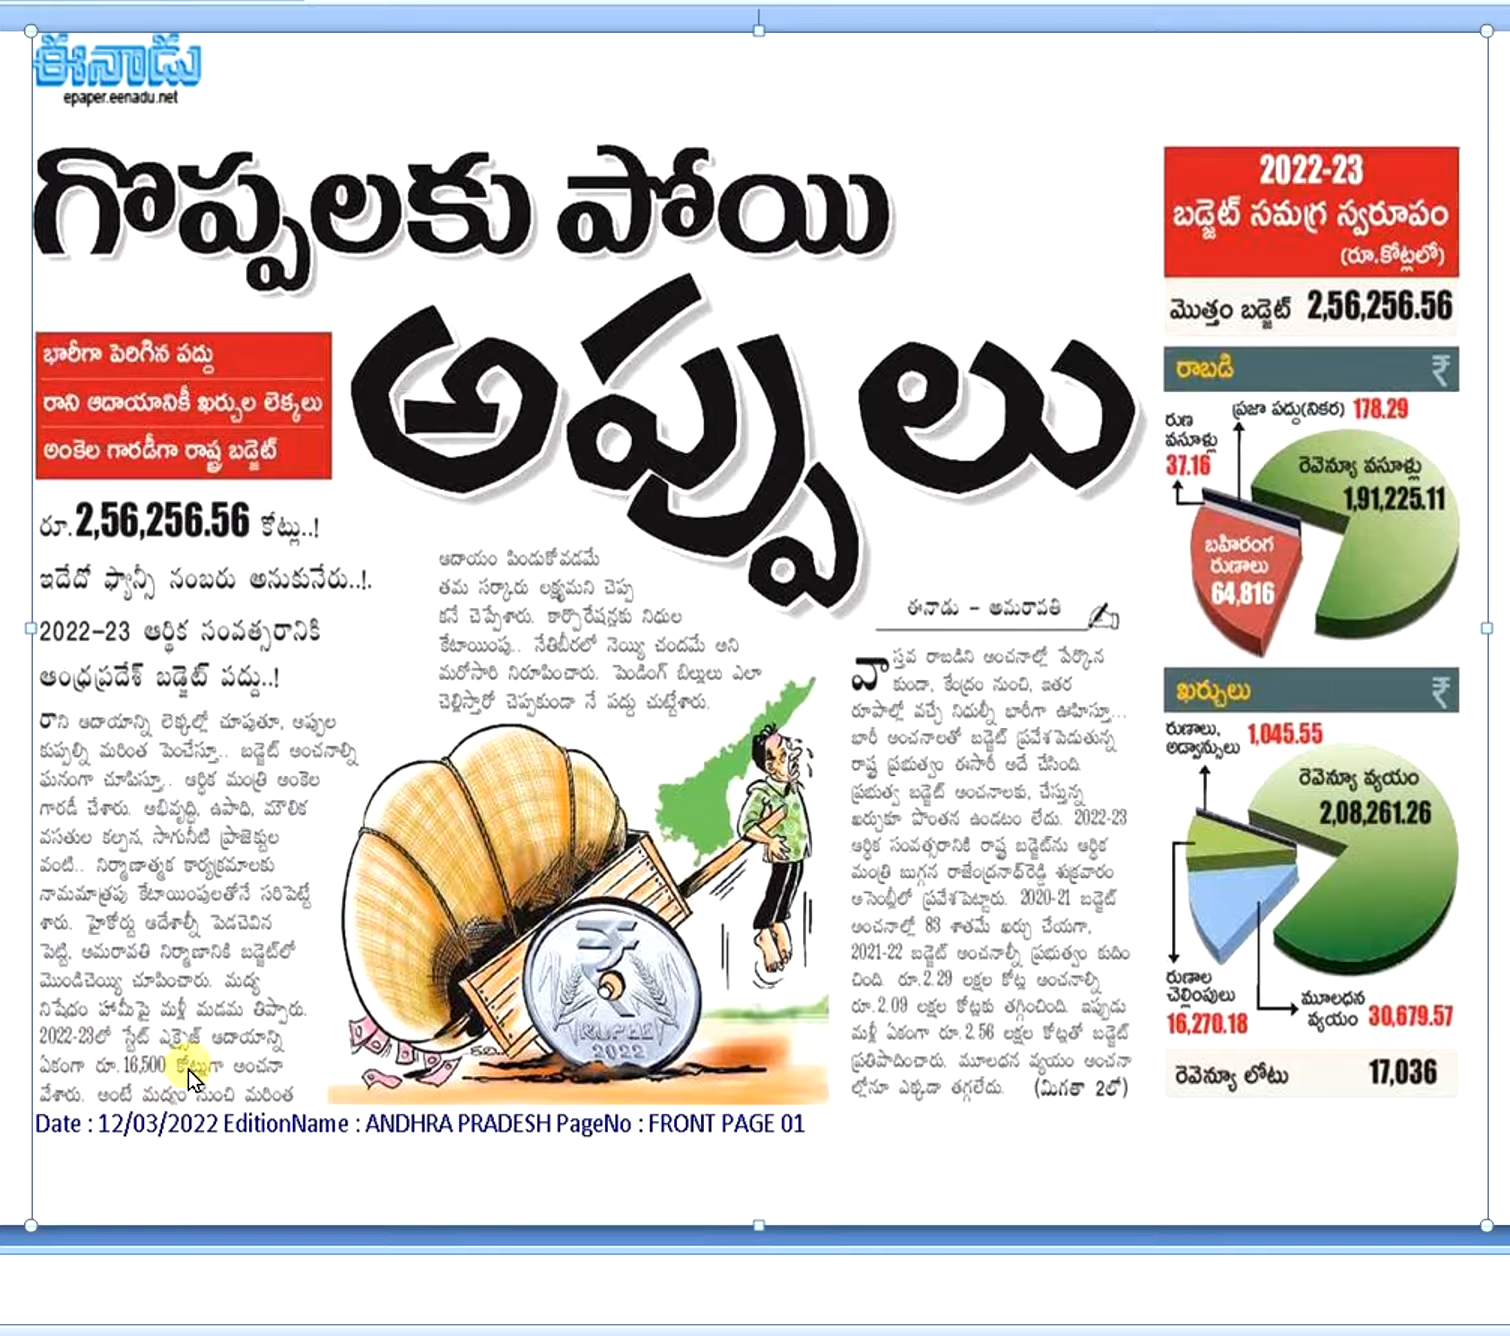 ఈనాడు
epaper.eenadu.net
గొప్పలకు పోయి
అప్పులు
భారీగా పెరిగిన పద్దు
రాని ఆదాయానికీ ఖర్చుల లెక్కలు
అంకెల గారడీగా రాష్ట్ర బడ్జెట్
రూ.2,56,256.56 కోట్లు..!
ఇదేదో ఫ్యాన్సీ నంబరు అనుకునేరు..!.
2022-23 ఆర్థిక సంవత్సరానికి
ఆంధ్రప్రదేశ్ బడ్జెట్ పద్దు..!
రాని ఆదాయాన్ని లెక్కల్లో చూపుతూ, అప్పుల
కుప్పల్ని మరింత పెంచేస్తూ.. బడ్జెట్ అంచనాల్ని
ఘనంగా చూపిస్తూ.. ఆర్థిక మంత్రి అంకెల
గారడీ చేశారు. అభివృద్ధి, ఉపాధి, మౌలిక
వసతుల కల్పన, సాగునీటి ప్రాజెక్టుల
వంటి.. నిర్మాణాత్మక కార్యక్రమాలకు
నామమాత్రపు కేటాయింపులతోనే సరిపెట్టే
శారు. హైకోర్టు ఆదేశాల్నీ పెడచెవిన
పెట్టి, అమరావతి నిర్మాణానికి బడ్జెట్‌లో
మొండిచెయ్యి చూపించారు. మద్య
నిషేధం హామీపై మళ్లీ మడమ తిప్పారు.
2022-23లో స్టేట్ ఎక్సైజ్ ఆదాయాన్ని
ఏకంగా రూ.16,500 కోట్లుగా అంచనా
వేశారు. అంటే మద్యం నుంచి మరింత
ఆదాయం పిండుకోవడమే
తమ సర్కారు లక్ష్యమని చెప్ప
కనే చెప్పేశారు. కార్పొరేషన్లకు నిధుల
కేటాయింపు.. నేతిబీరలో నెయ్యి చందమే అని
మరోసారి నిరూపించారు. పెండింగ్ బిల్లులు ఎలా
చెల్లిస్తారో చెప్పకుండా నే పద్దు చుట్టేశారు.
RUPEE
2022
ఈనాడు - అమరావతి
వాస్తవ రాబడిని అంచనాల్లో పేర్కొన
కుండా, కేంద్రం నుంచి, ఇతర
రూపాల్లో వచ్చే నిధుల్నీ భారీగా ఊహిస్తూ...
భారీ అంచనాలతో బడ్జెట్ ప్రవేశపెడుతున్న
రాష్ట్ర ప్రభుత్వం ఈసారీ అదే చేసింది.
ప్రభుత్వ బడ్జెట్ అంచనాలకు, చేస్తున్న
ఖర్చుకూ పొంతన ఉండటం లేదు. 2022-23
ఆర్థిక సంవత్సరానికి రాష్ట్ర బడ్జెట్‌ను ఆర్థిక
మంత్రి బుగ్గన రాజేంద్రనాథ్‌రెడ్డి శుక్రవారం
అసెంబ్లీలో ప్రవేశపెట్టారు. 2020-21 బడ్జెట్
అంచనాల్లో 83 శాతమే ఖర్చు చేయగా,
2021-22 బడ్జెట్ అంచనాల్నీ ప్రభుత్వం కుదిం
చింది. రూ.2.29 లక్షల కోట్ల అంచనాల్ని
రూ.2.09 లక్షల కోట్లకు తగ్గించింది. ఇప్పుడు
మళ్లీ ఏకంగా రూ.2.56 లక్షల కోట్లతో బడ్జెట్
ప్రతిపాదించారు. మూలధన వ్యయం అంచనా
ల్లోనూ ఎక్కడా తగ్గలేదు. (మిగతా 2లో)
2022-23
బడ్జెట్ సమగ్ర స్వరూపం
(రూ.కోట్లలో)
మొత్తం బడ్జెట్ 2,56,256.56
రాబడి ₹
ప్రజా పద్దు(నికర) 178.29
రుణ
వసూళ్లు
37.16
రెవెన్యూ వసూళ్లు
1,91,225.11
బహిరంగ
రుణాలు
64,816
ఖర్చులు ₹
రుణాలు,
అడ్వాన్సులు 1,045.55
రెవెన్యూ వ్యయం
2,08,261.26
రుణాల
చెల్లింపులు
16,270.18
మూలధన
వ్యయం 30,679.57
రెవెన్యూ లోటు 17,036
Date : 12/03/2022 EditionName : ANDHRA PRADESH PageNo : FRONT PAGE 01